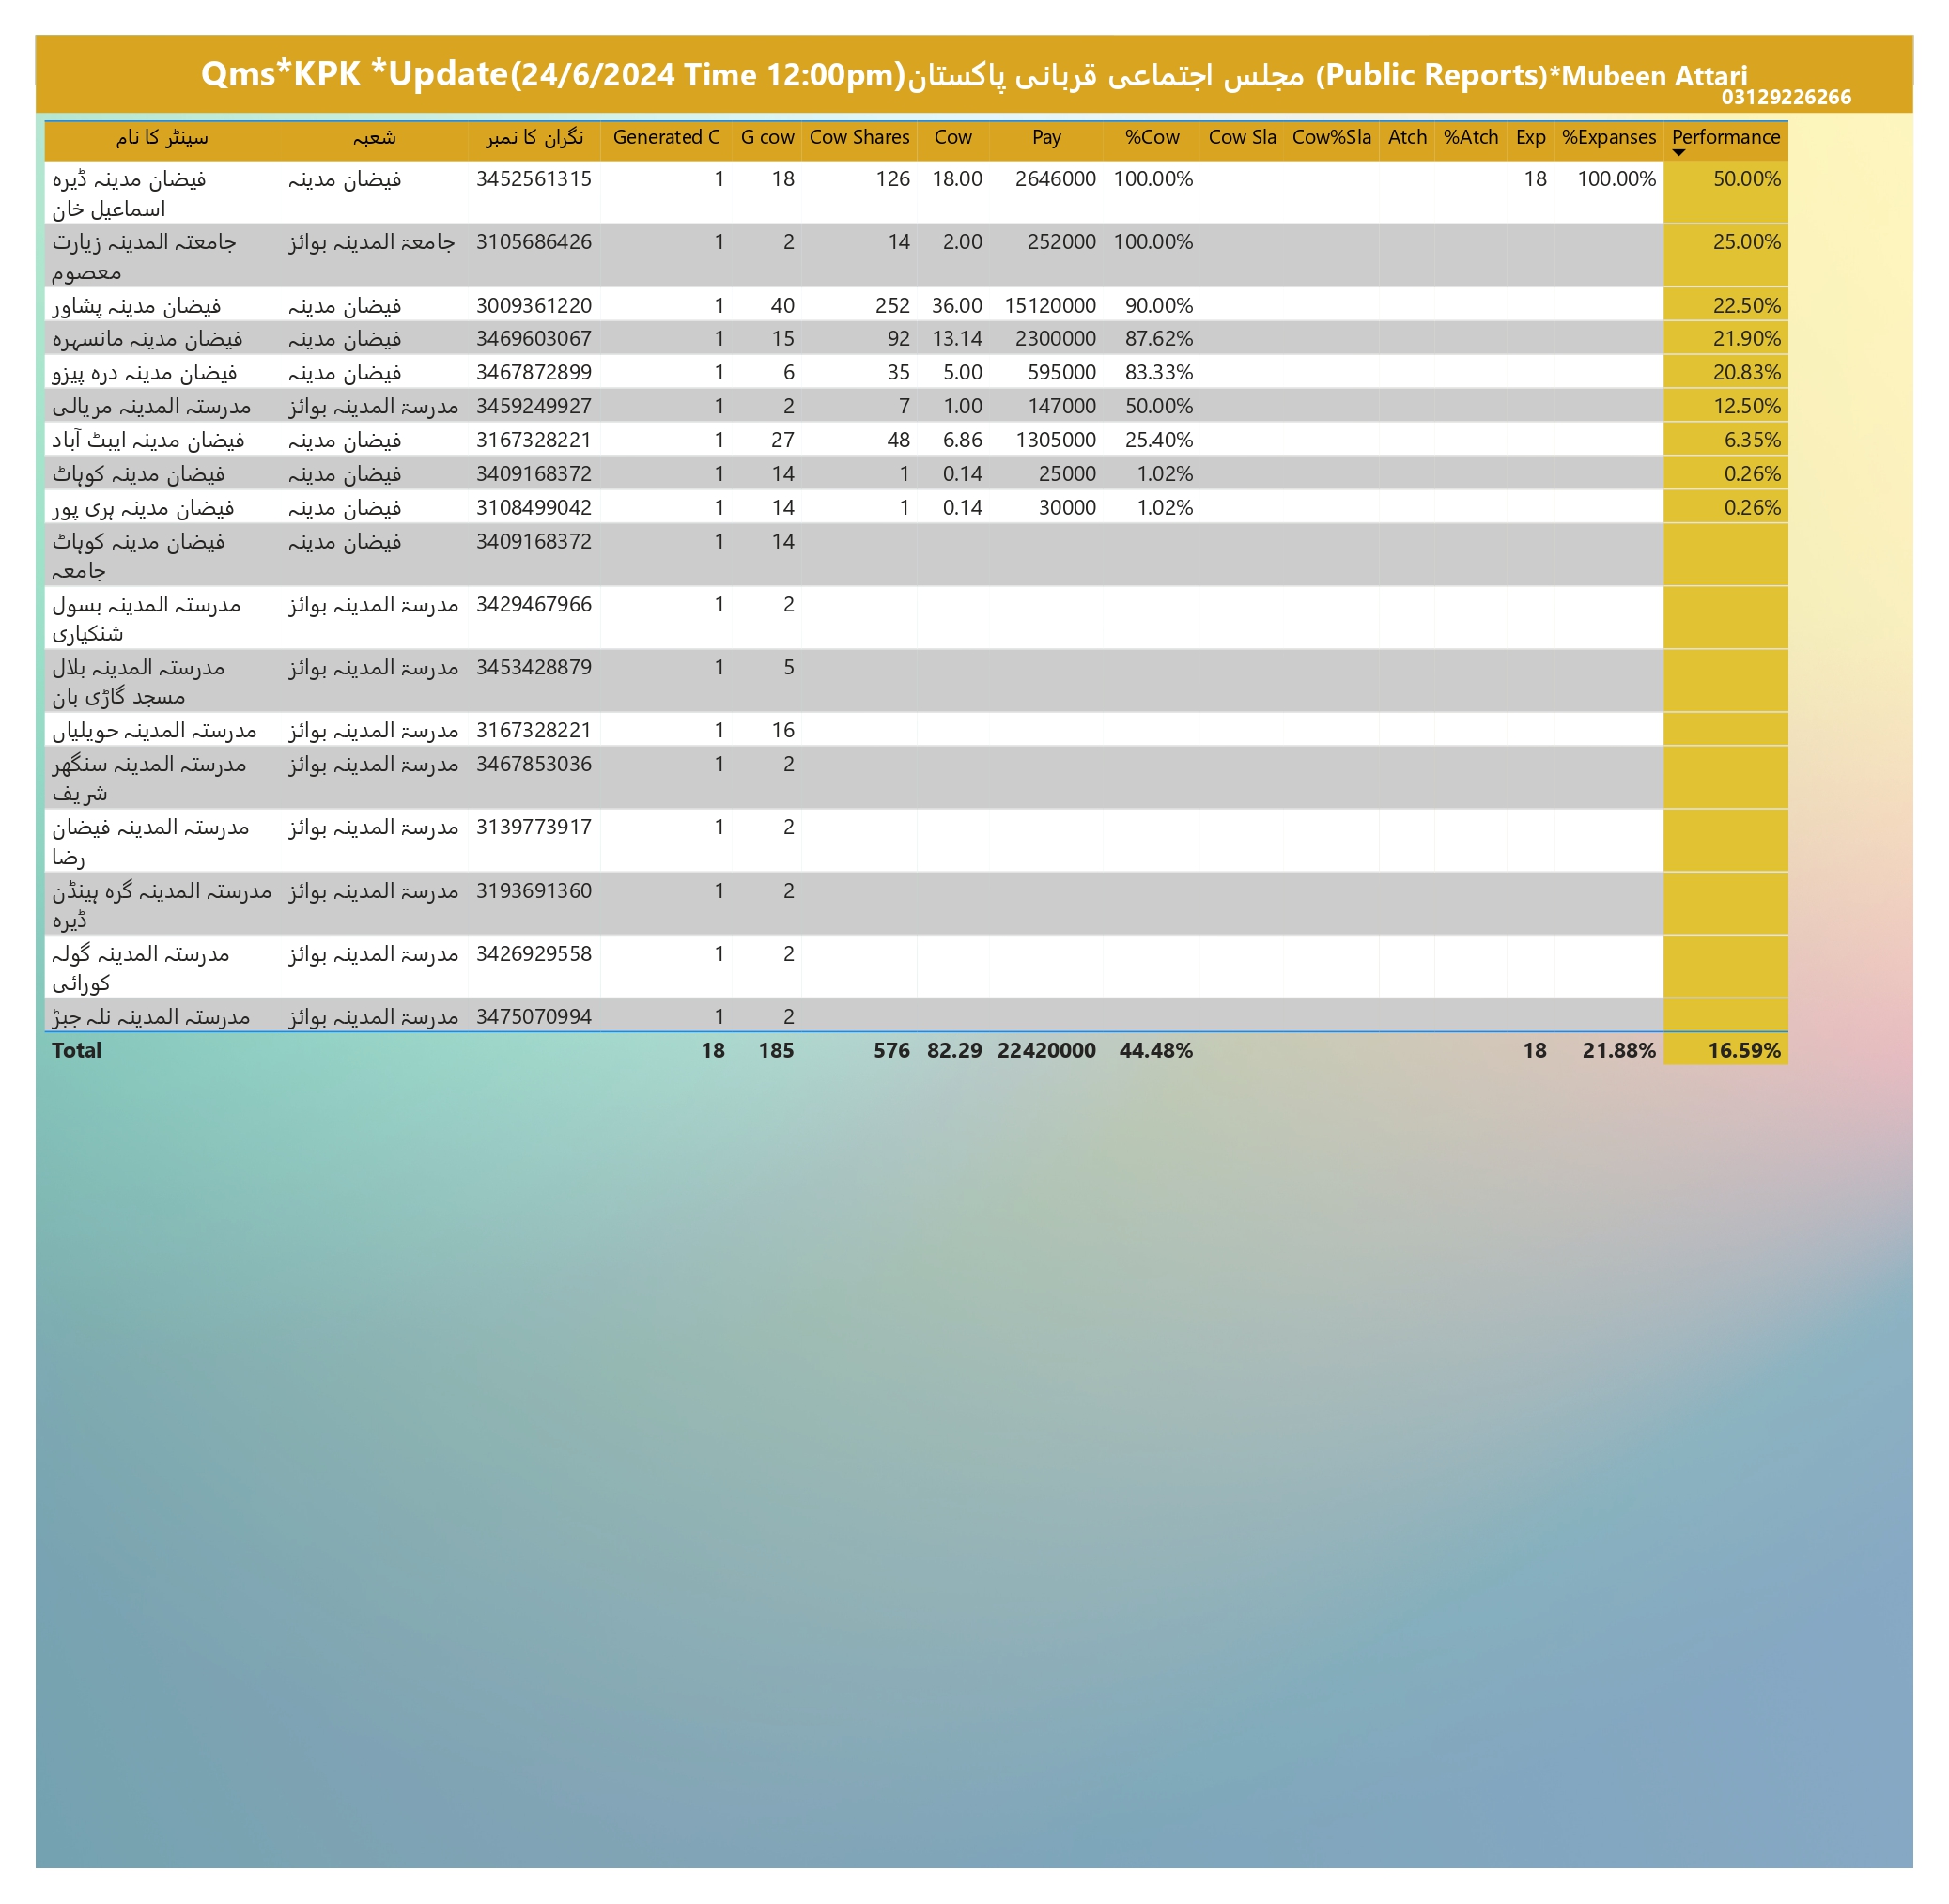 Qms*KPK *Update(24/6/2024 Time 12:00pm)مجلس اجتماعی قربانی پاکستان (Public Reports)*Mubeen Attari
03129226266
سینٹر کا نام شعبہ نگران کا نمبر Generated C G cow Cow Shares Cow Pay %Cow Cow Sla Cow%Sla Atch %Atch Exp %Expanses Performance
فیضان مدینہ ڈیرہ فیضان مدینہ 3452561315 1 18 126 18.00 2646000 100.00% 18 100.00% 50.00%
اسماعیل خان
جامعتہ المدینہ زیارت جامعۃ المدینہ بوائز 3105686426 1 2 14 2.00 252000 100.00% 25.00%
معصوم
فیضان مدینہ پشاور فیضان مدینہ 3009361220 1 40 252 36.00 15120000 90.00% 22.50%
فیضان مدینہ مانسہرہ فیضان مدینہ 3469603067 1 15 92 13.14 2300000 87.62% 21.90%
فیضان مدینہ درہ پیزو فیضان مدینہ 3467872899 1 6 35 5.00 595000 83.33% 20.83%
مدرستہ المدینہ مریالی مدرسۃ المدینہ بوائز 3459249927 1 2 7 1.00 147000 50.00% 12.50%
فیضان مدینہ ایبٹ آباد فیضان مدینہ 3167328221 1 27 48 6.86 1305000 25.40% 6.35%
فیضان مدینہ کوہاٹ فیضان مدینہ 3409168372 1 14 1 0.14 25000 1.02% 0.26%
فیضان مدینہ ہری پور فیضان مدینہ 3108499042 1 14 1 0.14 30000 1.02% 0.26%
فیضان مدینہ کوہاٹ فیضان مدینہ 3409168372 1 14
جامعہ
مدرستہ المدینہ بسول مدرسۃ المدینہ بوائز 3429467966 1 2
شنکیاری
مدرستہ المدینہ بلال مدرسۃ المدینہ بوائز 3453428879 1 5
مسجد گاڑی بان
مدرستہ المدینہ حویلیاں مدرسۃ المدینہ بوائز 3167328221 1 16
مدرستہ المدینہ سنگھر مدرسۃ المدینہ بوائز 3467853036 1 2
شریف
مدرستہ المدینہ فیضان مدرسۃ المدینہ بوائز 3139773917 1 2
رضا
مدرستہ المدینہ گرہ ہینڈن مدرسۃ المدینہ بوائز 3193691360 1 2
ڈیرہ
مدرستہ المدینہ گولہ مدرسۃ المدینہ بوائز 3426929558 1 2
کورائی
مدرستہ المدینہ نلہ جبڑ مدرسۃ المدینہ بوائز 3475070994 1 2
Total 18 185 576 82.29 22420000 44.48% 18 21.88% 16.59%